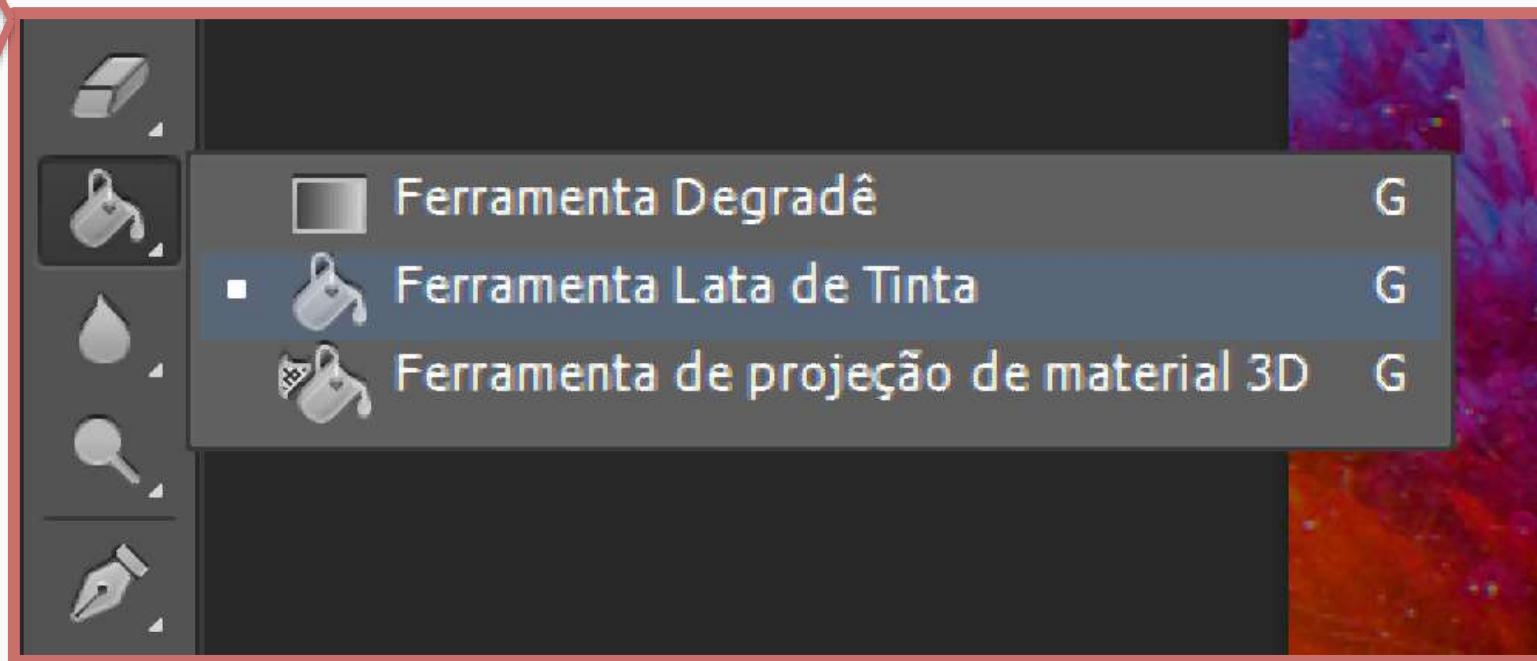 Ferramenta Degradê G
Ferramenta Lata de Tinta G
Ferramenta de projeção de material 3D G